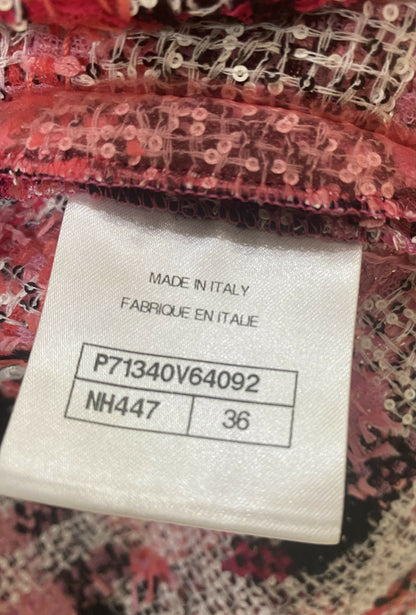 MADE IN ITALY
FABRIQUE EN ITALIE
P71340V64092
NH447 36